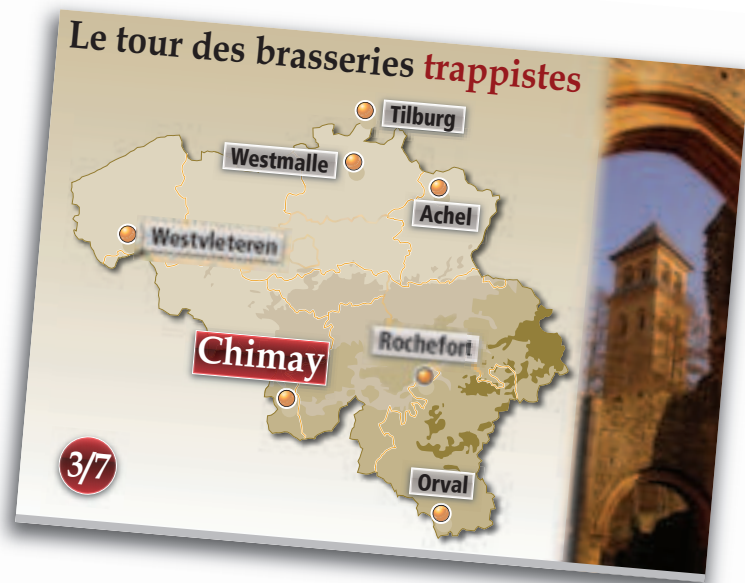 Le tour des brasseries trappistes
Tilburg
Westmalle
Achel
Westvleteren
Chimay
Rochefort
Orval
3/7